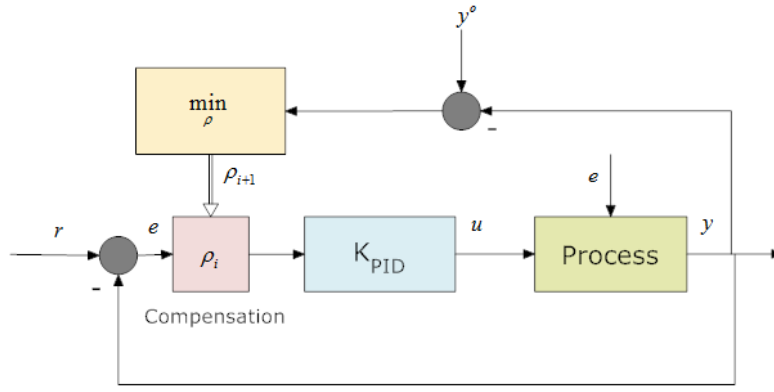 y°
min
ρ
-
ρi+1
e
r
e
ρi
KPID
u
Process
y
-
Compensation